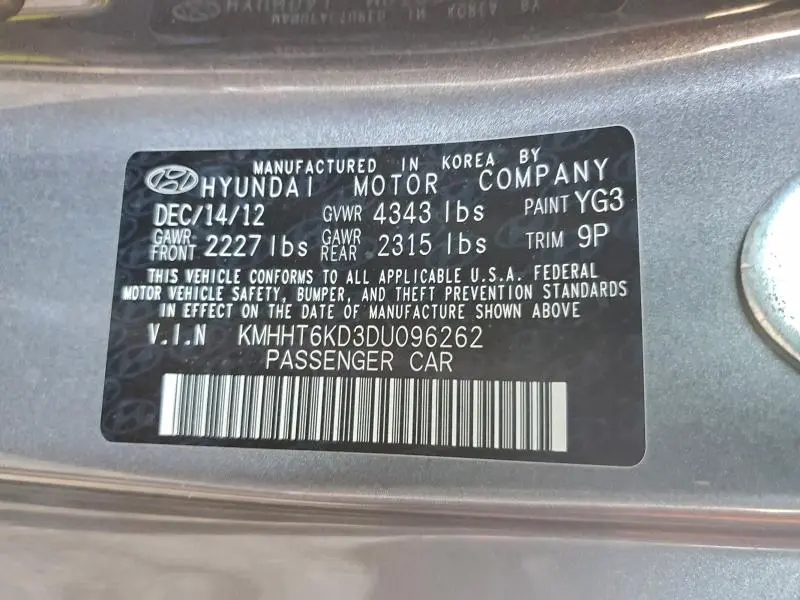 MANUFACTURED IN KOREA BY
HYUNDAI MOTOR COMPANY
DEC/14/12 GVWR 4343 lbs PAINT YG3
GAWR FRONT 2227 lbs GAWR REAR .2315 lbs TRIM 9P
THIS VEHICLE CONFORMS TO ALL APPLICABLE U.S.A. FEDERAL
MOTOR VEHICLE SAFETY, BUMPER, AND THEFT PREVENTION STANDARDS
IN EFFECT ON THE DATE OF MANUFACTURE SHOWN ABOVE
V.I.N KMHHT6KD3DU096262
PASSENGER CAR